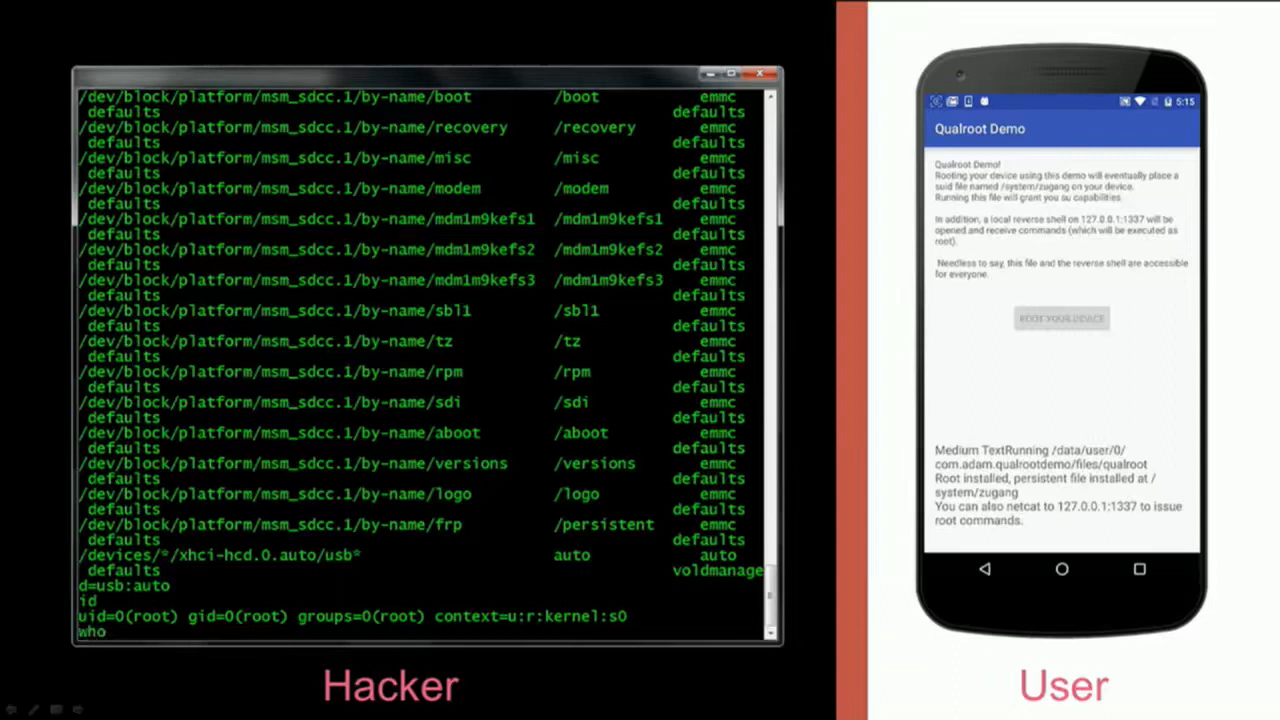 /dev/block/platform/msm_sdcc.1/by-name/boot /boot emmc
defaults defaults
/dev/block/platform/msm_sdcc.1/by-name/recovery /recovery emmc
defaults defaults
/dev/block/platform/msm_sdcc.1/by-name/misc /misc emmc
defaults defaults
/dev/block/platform/msm_sdcc.1/by-name/modem /modem emmc
defaults defaults
/dev/block/platform/msm_sdcc.1/by-name/mdm1m9kefs1 /mdm1m9kefs1 emmc
defaults defaults
/dev/block/platform/msm_sdcc.1/by-name/mdm1m9kefs2 /mdm1m9kefs2 emmc
defaults defaults
/dev/block/platform/msm_sdcc.1/by-name/mdm1m9kefs3 /mdm1m9kefs3 emmc
defaults defaults
/dev/block/platform/msm_sdcc.1/by-name/sbl1 /sbl1 emmc
defaults defaults
/dev/block/platform/msm_sdcc.1/by-name/tz /tz emmc
defaults defaults
/dev/block/platform/msm_sdcc.1/by-name/rpm /rpm emmc
defaults defaults
/dev/block/platform/msm_sdcc.1/by-name/sdi /sdi emmc
defaults defaults
/dev/block/platform/msm_sdcc.1/by-name/aboot /aboot emmc
defaults defaults
/dev/block/platform/msm_sdcc.1/by-name/versions /versions emmc
defaults defaults
/dev/block/platform/msm_sdcc.1/by-name/logo /logo emmc
defaults defaults
/dev/block/platform/msm_sdcc.1/by-name/frp /persistent emmc
defaults defaults
/devices/*/xhci-hcd.0.auto/usb* auto auto
defaults voldmanage
d=usb:auto
id
uid=0(root) gid=0(root) groups=0(root) context=u:r:kernel:s0
who
Hacker
5:15
Qualroot Demo
Qualroot Demo!
Rooting your device using this demo will eventually place a
suid file named /system/zugang on your device.
Running this file will grant you su capabilities.
In addition, a local reverse shell on 127.0.0.1:1337 will be
opened and receive commands (which will be executed as
root).
Needless to say, this file and the reverse shell are accessible
for everyone.
ROOT YOUR DEVICE
Medium TextRunning /data/user/0/
com.adam.qualrootdemo/files/qualroot
Root installed, persistent file installed at /
system/zugang
You can also netcat to 127.0.0.1:1337 to issue
root commands.
User